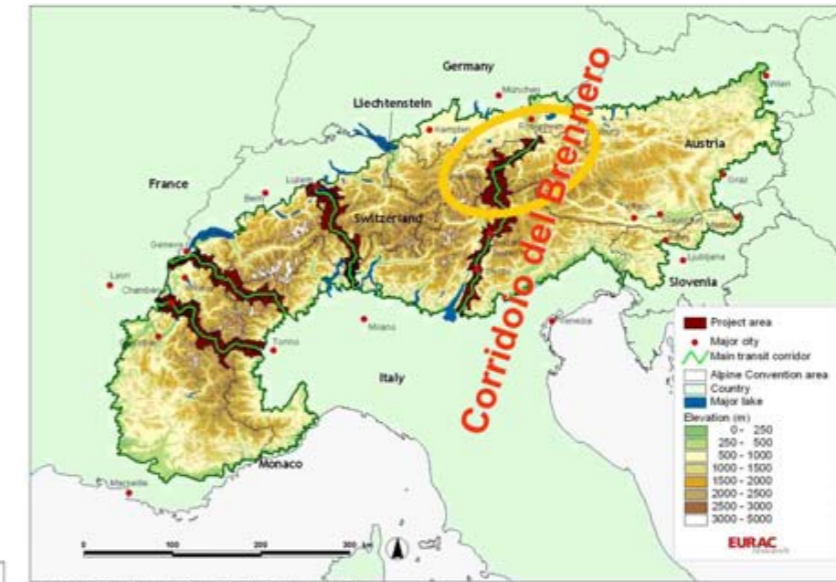 Germany
München
Liechtenstein
Kempten
Wien
Austria
France
Luzern
Bern
Switzerland
Graz
Geneva
Ljubljana
Lyon
Chambéry
Slovenia
Torino
Milano
Venezia
Italy
Monaco
Marseille
Corridoio del Brennero
Project area
Major city
Main transit corridor
Alpine Convention area
Country
Major lake
Elevation (m)
0 - 250
250 - 500
500 - 1000
1000 - 1500
1500 - 2000
2000 - 2500
2500 - 3000
3000 - 5000
EURAC
research
0 100 200 300 km